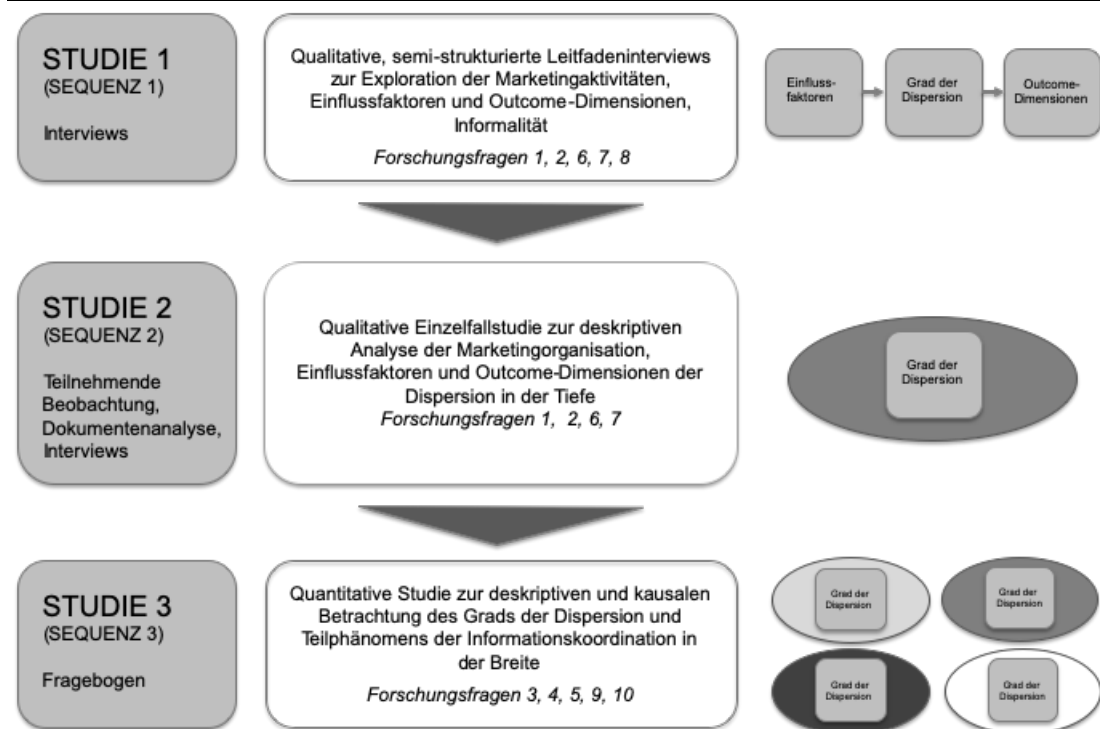 STUDIE 1
(SEQUENZ 1)
Interviews
Qualitative, semi-strukturierte Leitfadeninterviews
zur Exploration der Marketingaktivitäten,
Einflussfaktoren und Outcome-Dimensionen,
Informalität
Forschungsfragen 1, 2, 6, 7, 8
Einfluss-
faktoren
Grad der
Dispersion
Outcome-
Dimensionen
STUDIE 2
(SEQUENZ 2)
Teilnehmende
Beobachtung,
Dokumentenanalyse,
Interviews
Qualitative Einzelfallstudie zur deskriptiven
Analyse der Marketingorganisation,
Einflussfaktoren und Outcome-Dimensionen der
Dispersion in der Tiefe
Forschungsfragen 1, 2, 6, 7
Grad der
Dispersion
STUDIE 3
(SEQUENZ 3)
Fragebogen
Quantitative Studie zur deskriptiven und kausalen
Betrachtung des Grads der Dispersion und
Teilphänomens der Informationskoordination in
der Breite
Forschungsfragen 3, 4, 5, 9, 10
Grad der
Dispersion
Grad der
Dispersion
Grad der
Dispersion
Grad der
Dispersion